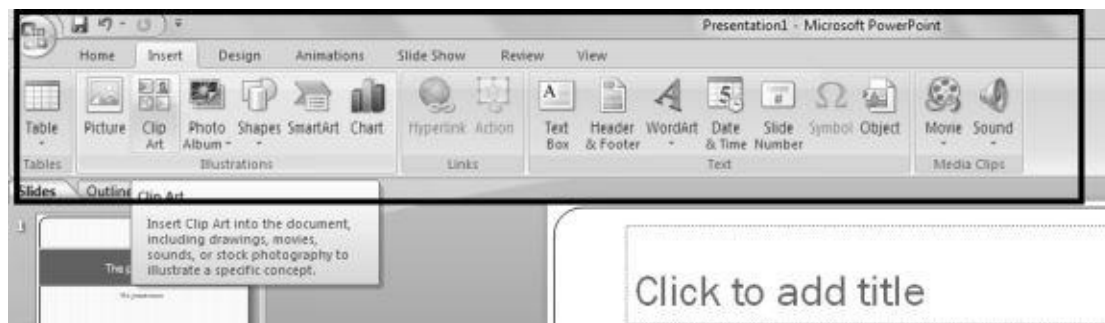 Presentation1 - Microsoft PowerPoint
Home Insert Design Animations Slide Show Review View
Table Picture Clip Art Photo Album Shapes SmartArt Chart Hyperlink Action Text Box Header & Footer WordArt Date & Time Slide Number Symbol Object Movie Sound
Tables Illustrations Links Text Media Clips
Slides Outline
Clip Art
Insert Clip Art into the document,
including drawings, movies,
sounds, or stock photography to
illustrate a specific concept.
1
The
Click to add title